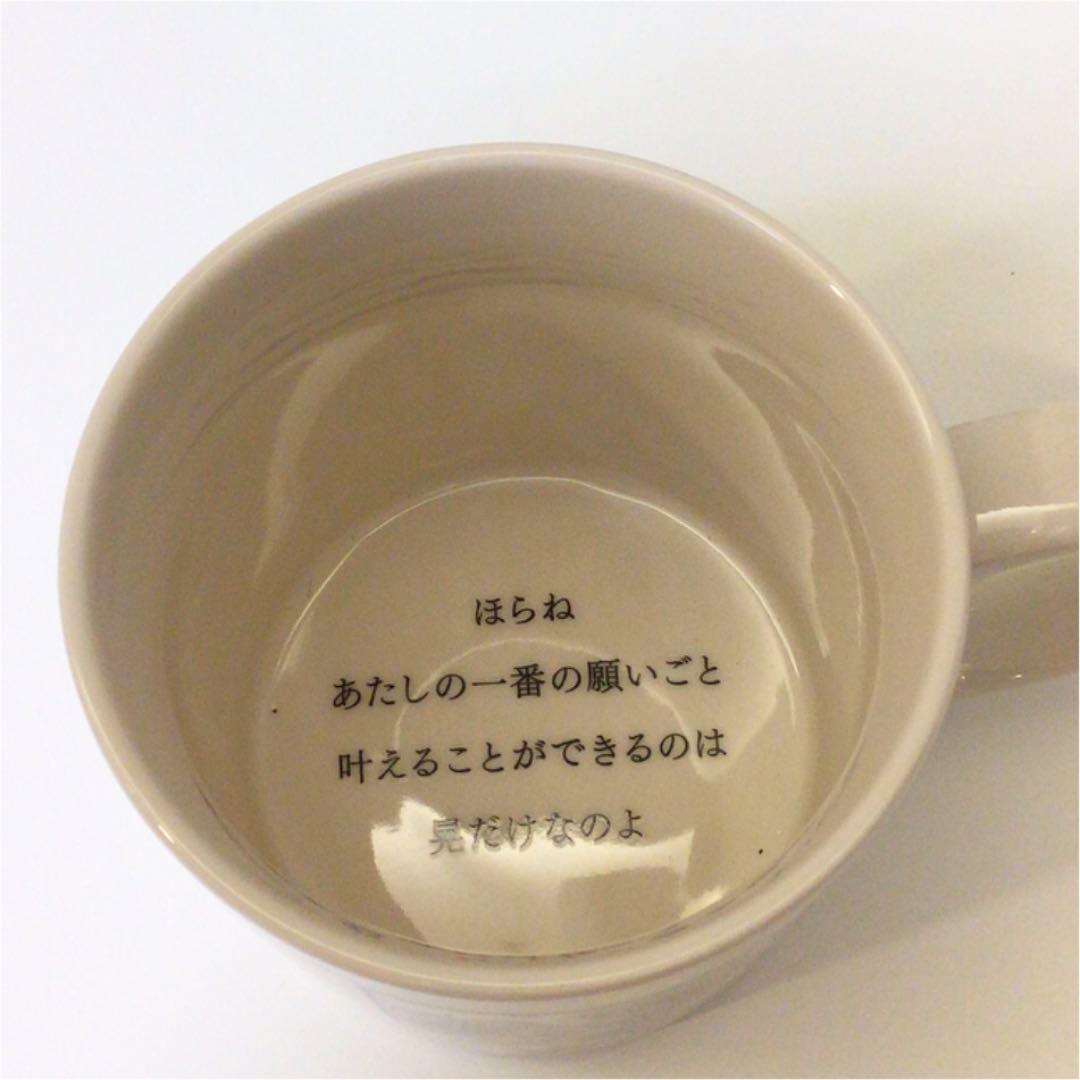 ほらね
あたしの一番の願いごと
叶えることができるのは
晃だけなのよ